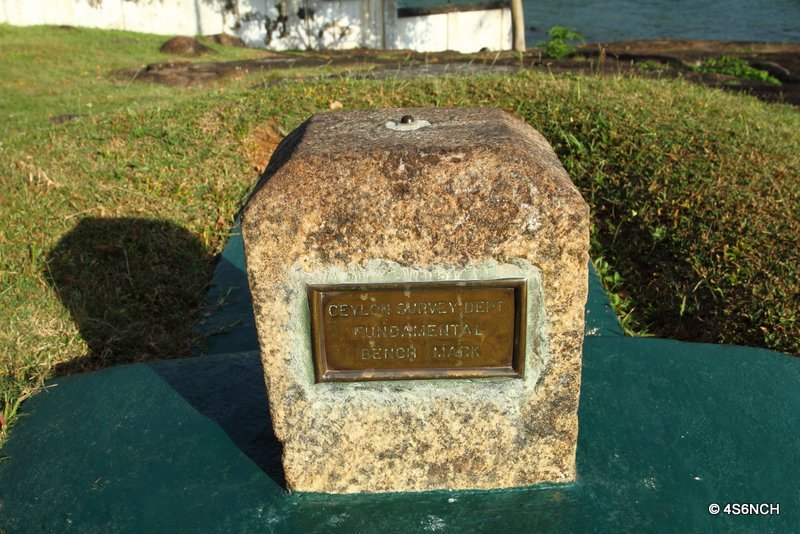 CEYLON SURVEY DEPT
FUNDAMENTAL
BENCH MARK
© 4S6NCH